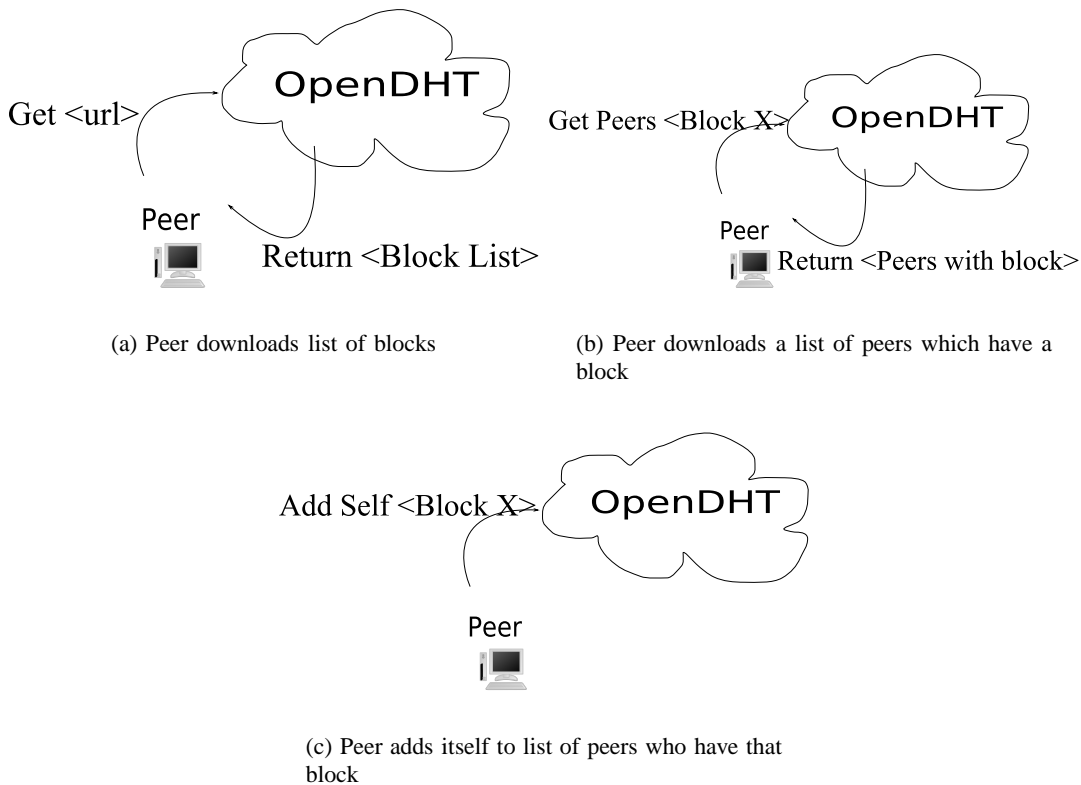 OpenDHT
Get <url>
Peer
Return <Block List>
(a) Peer downloads list of blocks
OpenDHT
Get Peers <Block X>
Peer
Return <Peers with block>
(b) Peer downloads a list of peers which have a
block
OpenDHT
Add Self <Block X>
Peer
(c) Peer adds itself to list of peers who have that
block